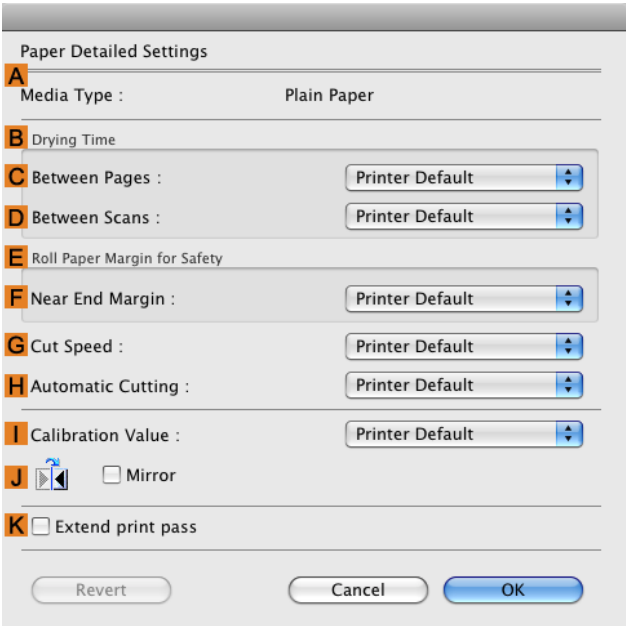 Paper Detailed Settings
A
Media Type : Plain Paper
B Drying Time
C Between Pages : Printer Default
D Between Scans : Printer Default
E Roll Paper Margin for Safety
F Near End Margin : Printer Default
G Cut Speed : Printer Default
H Automatic Cutting : Printer Default
I Calibration Value : Printer Default
J Mirror
K Extend print pass
Revert Cancel OK